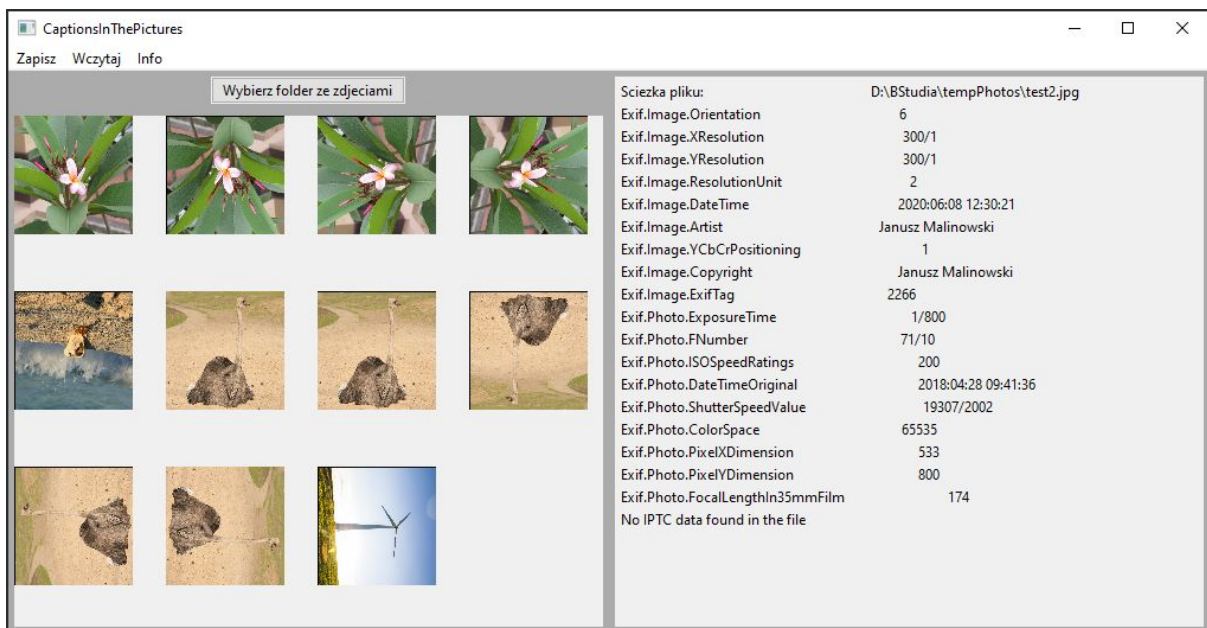 CaptionsInThePictures
Zapisz Wczytaj Info
Wybierz folder ze zdjeciami
Sciezka pliku: D:\BStudia\tempPhotos\test2.jpg
Exif.Image.Orientation 6
Exif.Image.XResolution 300/1
Exif.Image.YResolution 300/1
Exif.Image.ResolutionUnit 2
Exif.Image.DateTime 2020:06:08 12:30:21
Exif.Image.Artist Janusz Malinowski
Exif.Image.YCbCrPositioning 1
Exif.Image.Copyright Janusz Malinowski
Exif.Image.ExifTag 2266
Exif.Photo.ExposureTime 1/800
Exif.Photo.FNumber 71/10
Exif.Photo.ISOSpeedRatings 200
Exif.Photo.DateTimeOriginal 2018:04:28 09:41:36
Exif.Photo.ShutterSpeedValue 19307/2002
Exif.Photo.ColorSpace 65535
Exif.Photo.PixelXDimension 533
Exif.Photo.PixelYDimension 800
Exif.Photo.FocalLengthIn35mmFilm 174
No IPTC data found in the file